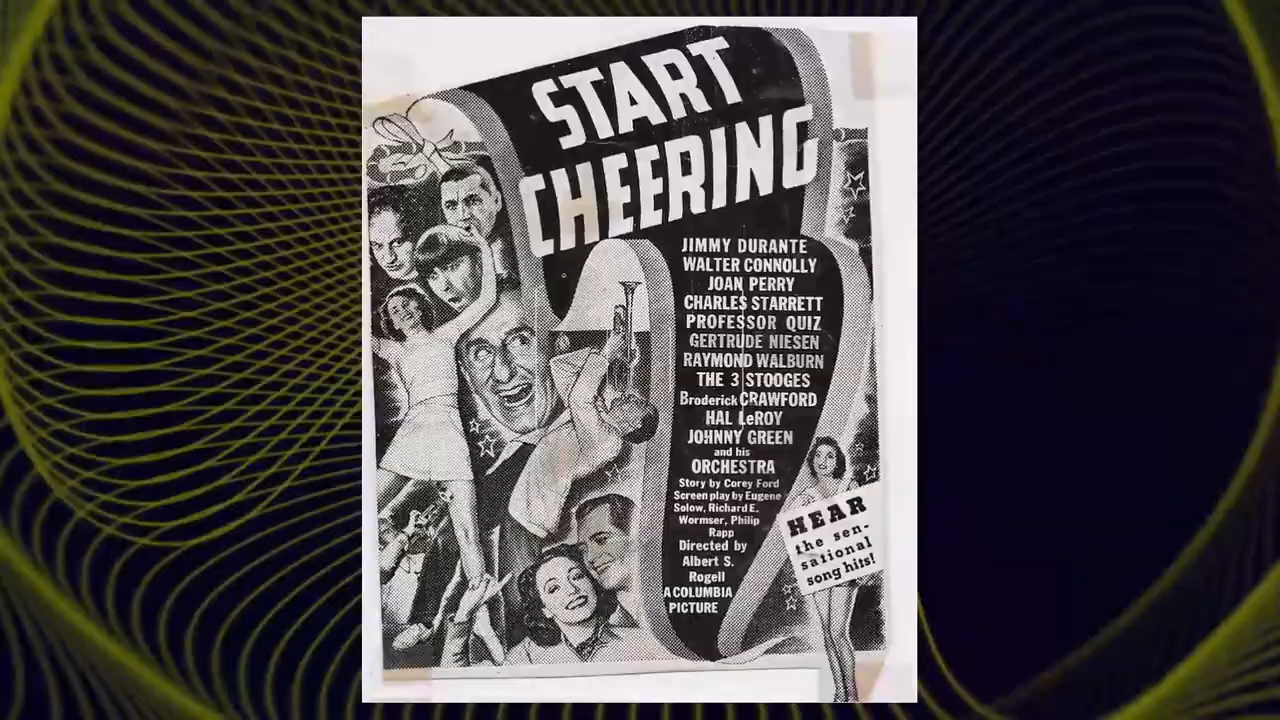 START
CHEERING
JIMMY DURANTE
WALTER CONNOLLY
JOAN PERRY
CHARLES STARRETT
PROFESSOR QUIZ
GERTRUDE NIESEN
RAYMOND WALBURN
THE 3 STOOGES
Broderick CRAWFORD
HAL LeROY
JOHNNY GREEN
and his
ORCHESTRA
Story by Corey Ford
Screen play by Eugene
Solow, Richard E.
Wormser, Philip
Rapp
Directed by
Albert S.
Rogell
A COLUMBIA
PICTURE
HEAR
the sen-
sational
song hits!